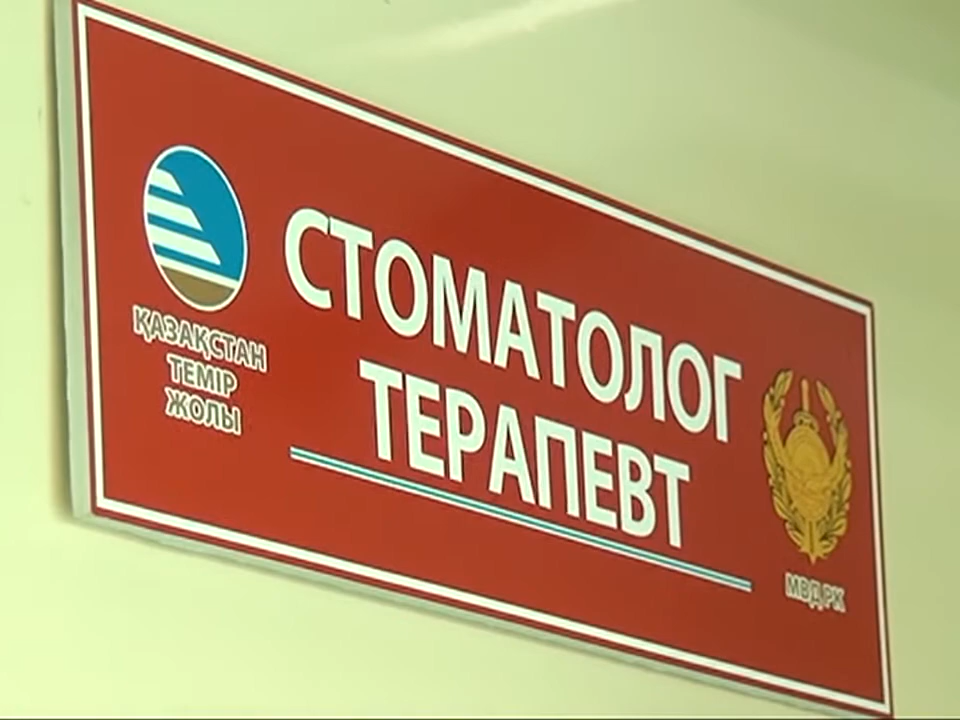 ҚАЗАҚСТАН
ТЕМІР
ЖОЛЫ
СТОМАТОЛОГ
ТЕРАПЕВТ
МВД РК